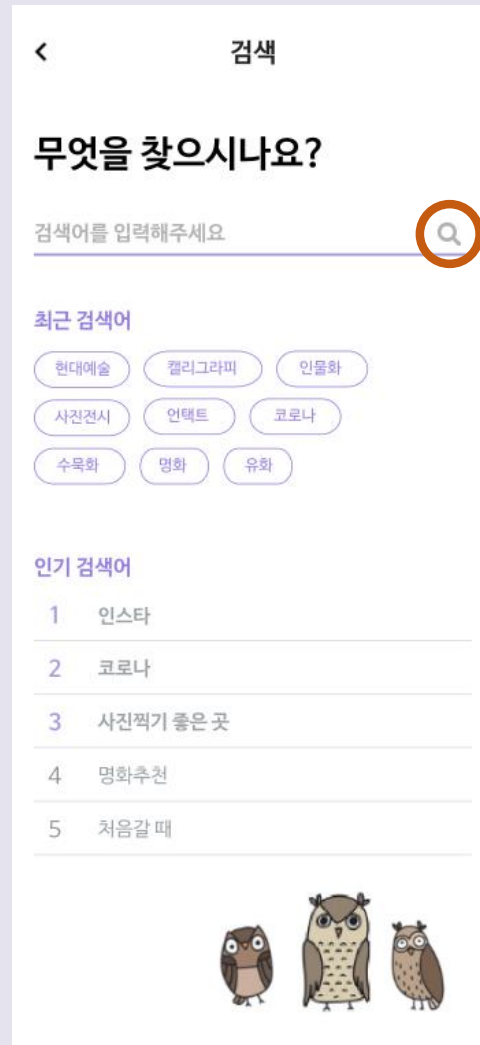 검색
무엇을 찾으시나요?
검색어를 입력해주세요
최근 검색어
현대예술 캘리그라피 인물화
사진전시 언택트 코로나
수묵화 명화 유화
인기 검색어
1 인스타
2 코로나
3 사진찍기 좋은 곳
4 명화추천
5 처음갈 때